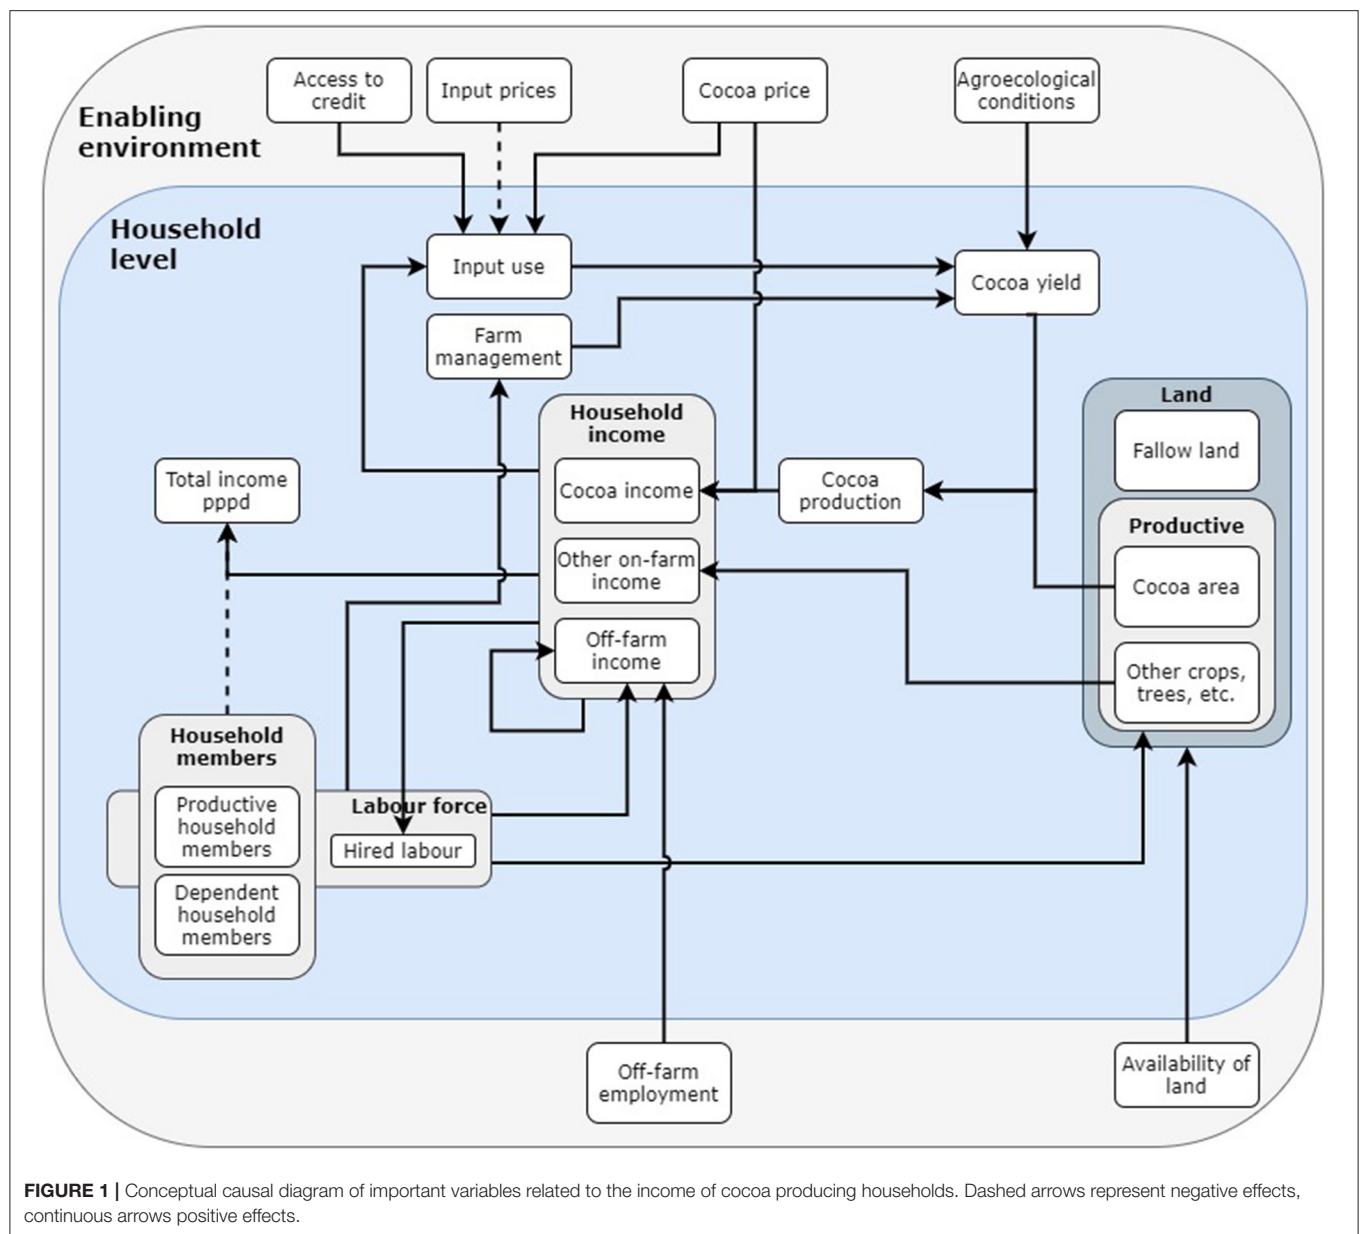 Access to
credit
Input prices
Cocoa price
Agroecological
conditions
Enabling
environment
Household
level
Input use
Cocoa yield
Farm
management
Household
income
Land
Fallow land
Total income
pppd
Cocoa income
Cocoa
production
Productive
Other on-farm
income
Cocoa area
Off-farm
income
Other crops,
trees, etc.
Household
members
Productive
household
members
Labour force
Hired labour
Dependent
household
members
Off-farm
employment
Availability of
land
FIGURE 1 | Conceptual causal diagram of important variables related to the income of cocoa producing households. Dashed arrows represent negative effects,
continuous arrows positive effects.